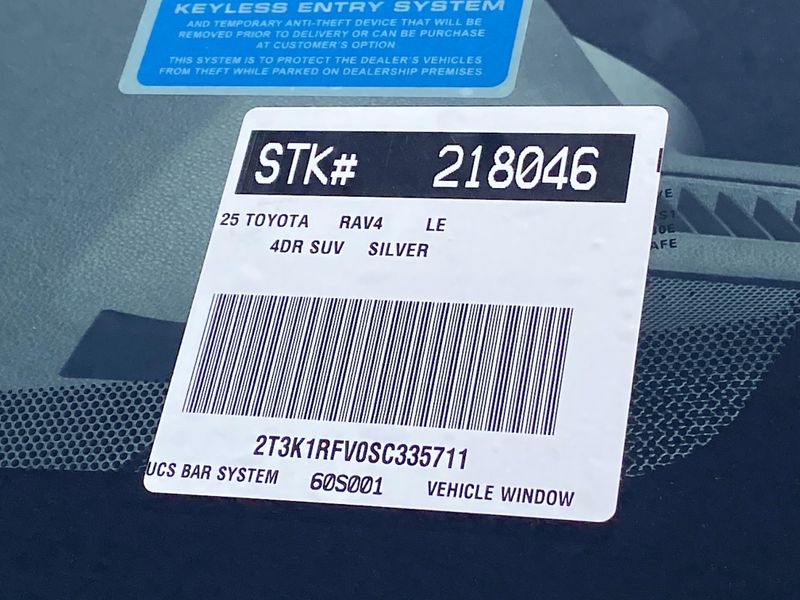 KEYLESS ENTRY SYSTEM
AND TEMPORARY ANTI-THEFT DEVICE THAT WILL BE
REMOVED PRIOR TO DELIVERY OR CAN BE PURCHASE
AT CUSTOMER'S OPTION
THIS SYSTEM IS TO PROTECT THE DEALER'S VEHICLES
FROM THEFT WHILE PARKED ON DEALERSHIP PREMISES
STK# 218046
25 TOYOTA RAV4 LE
4DR SUV SILVER
2T3K1RFV0SC335711
UCS BAR SYSTEM 60S001 VEHICLE WINDOW